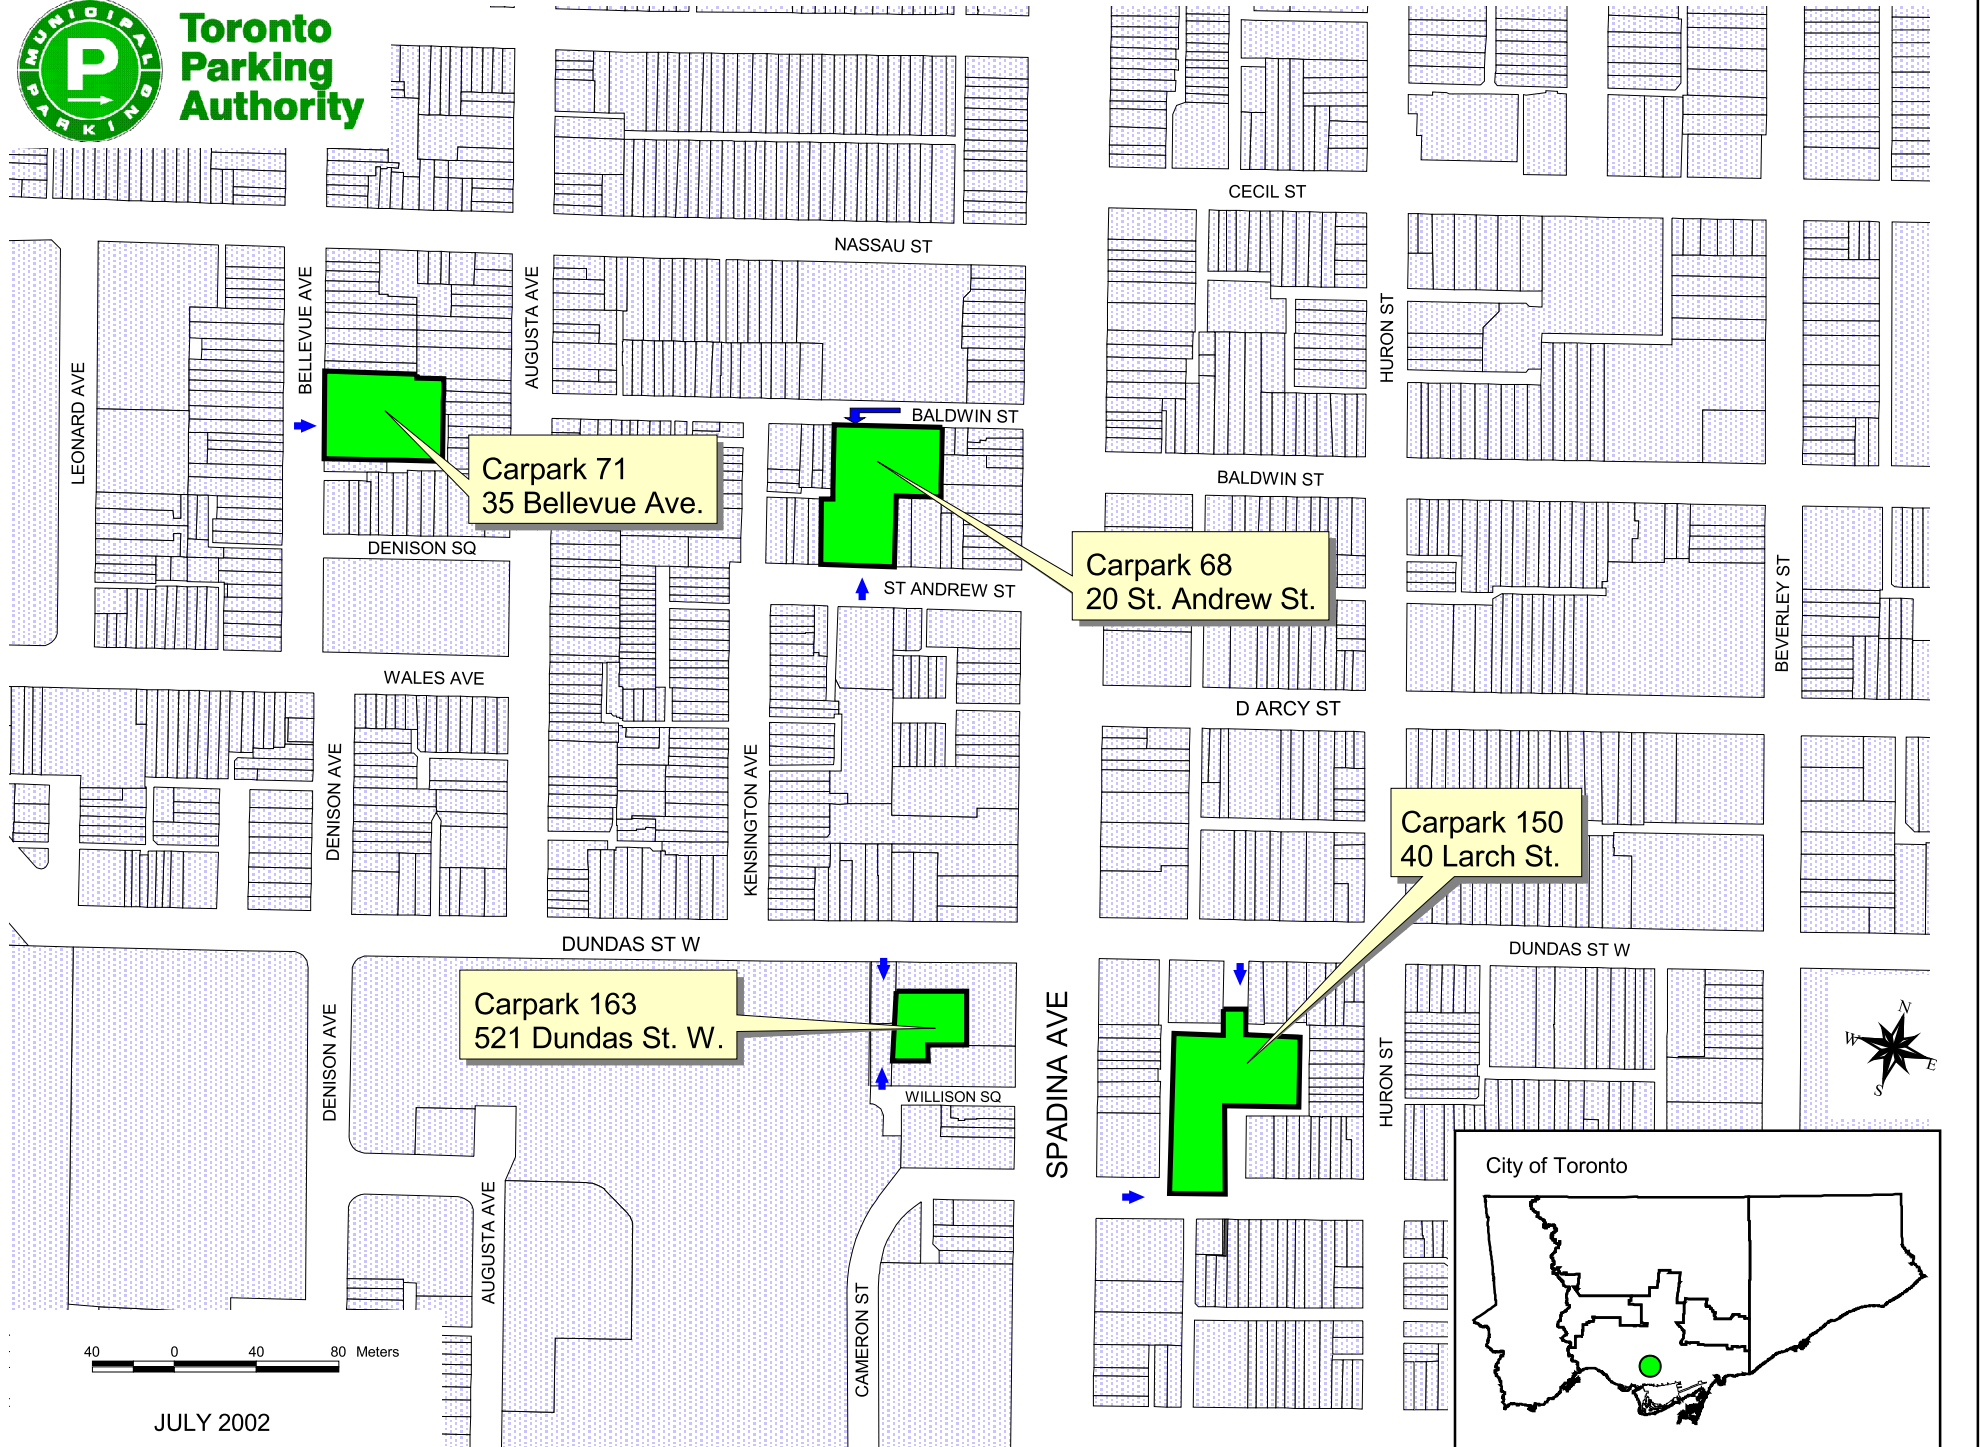 MUNICIPAL PARKING
P
Toronto
Parking
Authority
CECIL ST
NASSAU ST
BELLEVUE AVE
AUGUSTA AVE
HURON ST
LEONARD AVE
BALDWIN ST
Carpark 71
35 Bellevue Ave.
BALDWIN ST
DENISON SQ
Carpark 68
20 St. Andrew St.
ST ANDREW ST
BEVERLEY ST
WALES AVE
D ARCY ST
DENISON AVE
KENSINGTON AVE
Carpark 150
40 Larch St.
DUNDAS ST W
DUNDAS ST W
Carpark 163
521 Dundas St. W.
SPADINA AVE
DENISON AVE
HURON ST
N
W
E
S
WILLISON SQ
City of Toronto
AUGUSTA AVE
CAMERON ST
40 0 40 80 Meters
JULY 2002